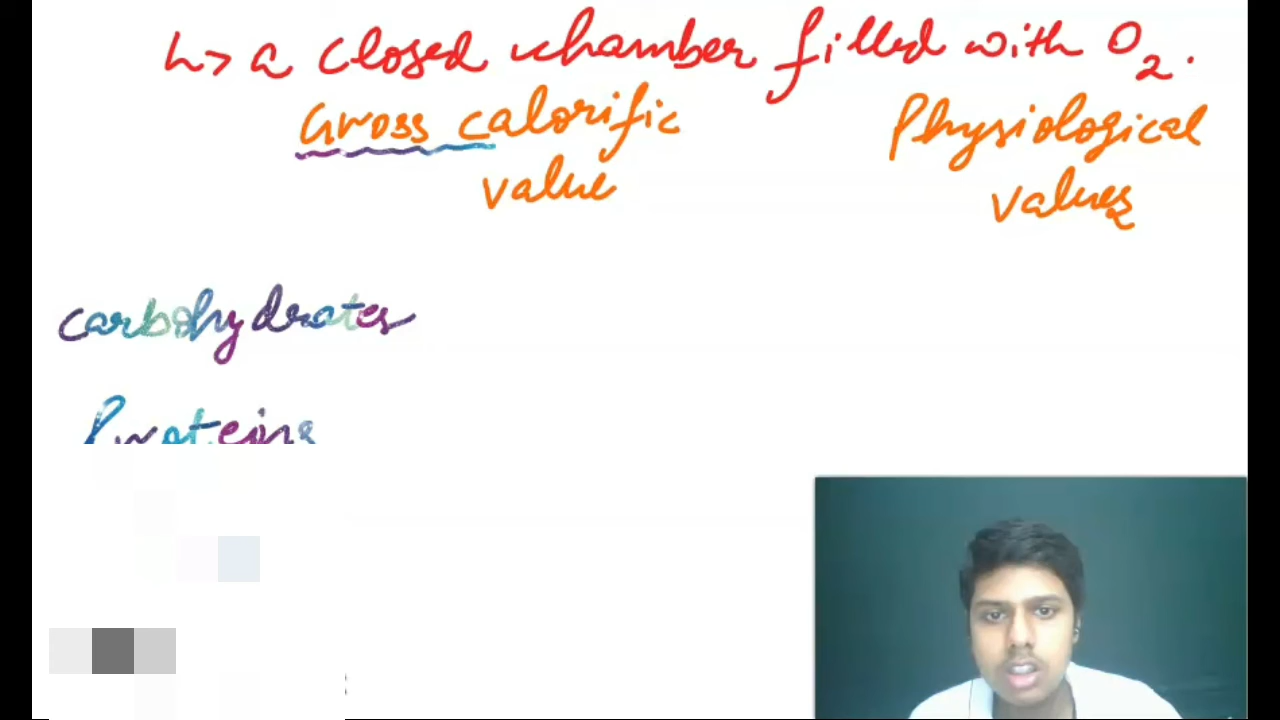 ↳ a closed chamber filled with O₂.
Gross calorific Physiological
value values
carbohydrates
Proteins